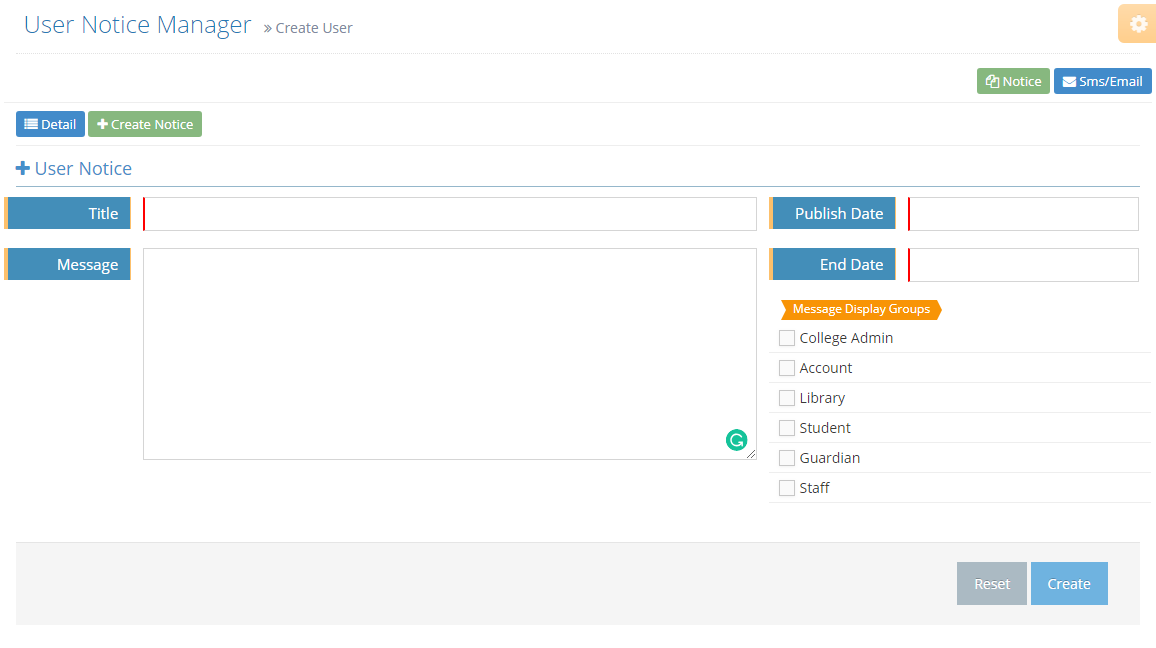 User Notice Manager » Create User
Notice Sms/Email
Detail Create Notice
User Notice
Title
Publish Date
Message
End Date
Message Display Groups
College Admin
Account
Library
Student
Guardian
Staff
Reset Create